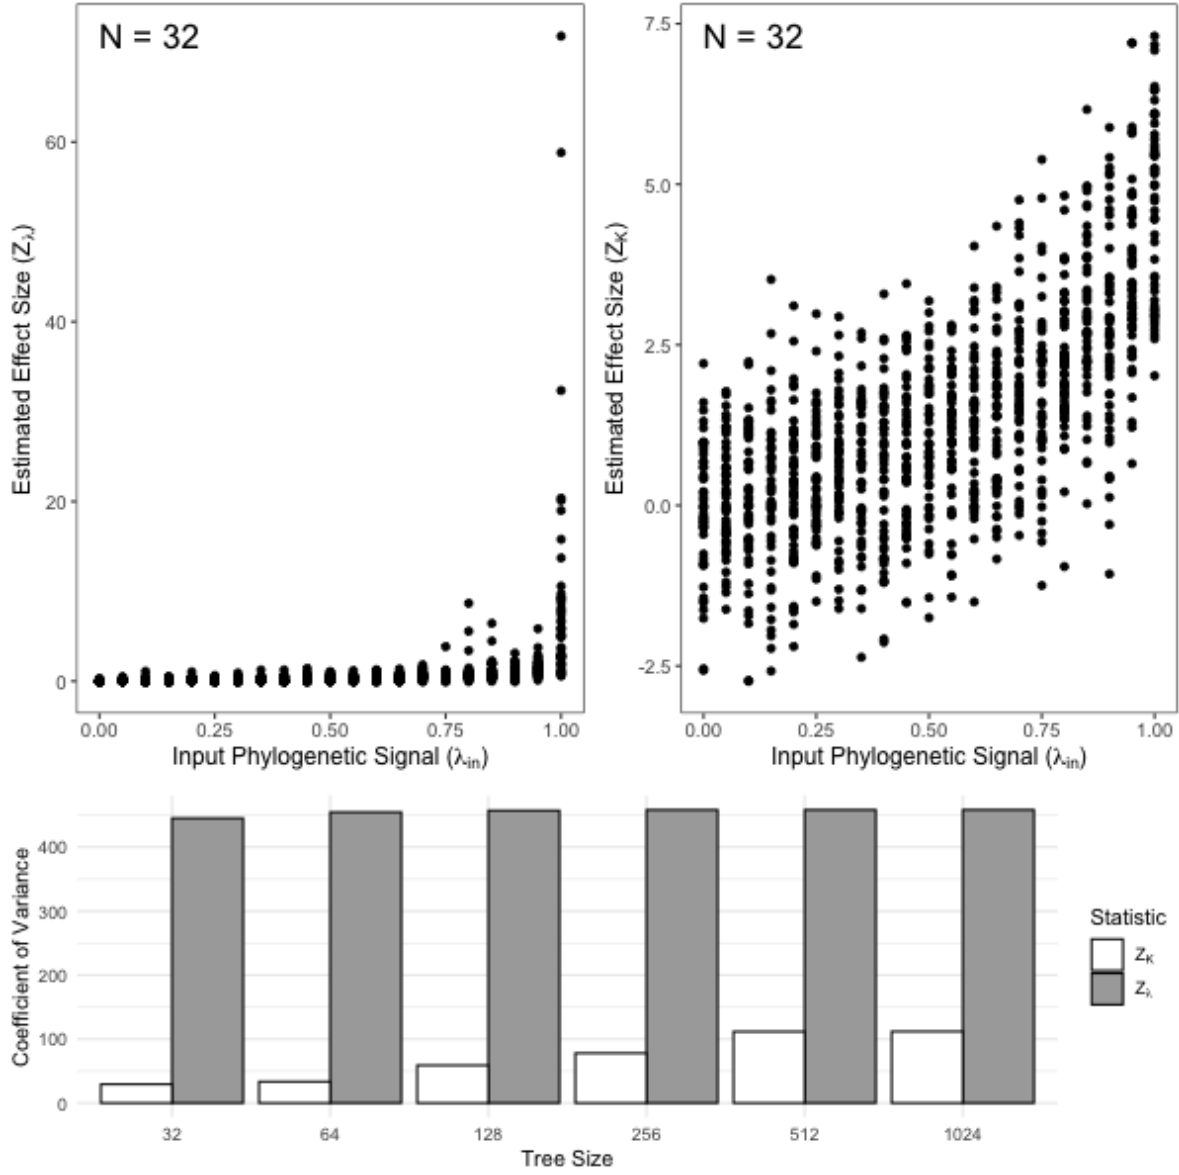 N = 32
60
40
20
0
Estimated Effect Size (Zλ)
0.00 0.25 0.50 0.75 1.00
Input Phylogenetic Signal (λin)
N = 32
7.5
5.0
2.5
0.0
-2.5
Estimated Effect Size (ZK)
0.00 0.25 0.50 0.75 1.00
Input Phylogenetic Signal (λin)
400
300
200
100
0
Coefficient of Variance
32 64 128 256 512 1024
Tree Size
Statistic
ZK
Zλ